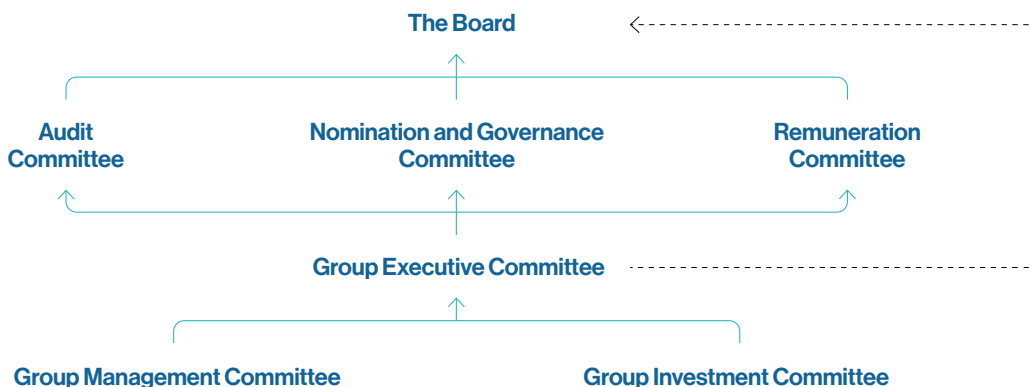 The Board
Audit
Committee
Nomination and Governance
Committee
Remuneration
Committee
Group Executive Committee
Group Management Committee
Group Investment Committee